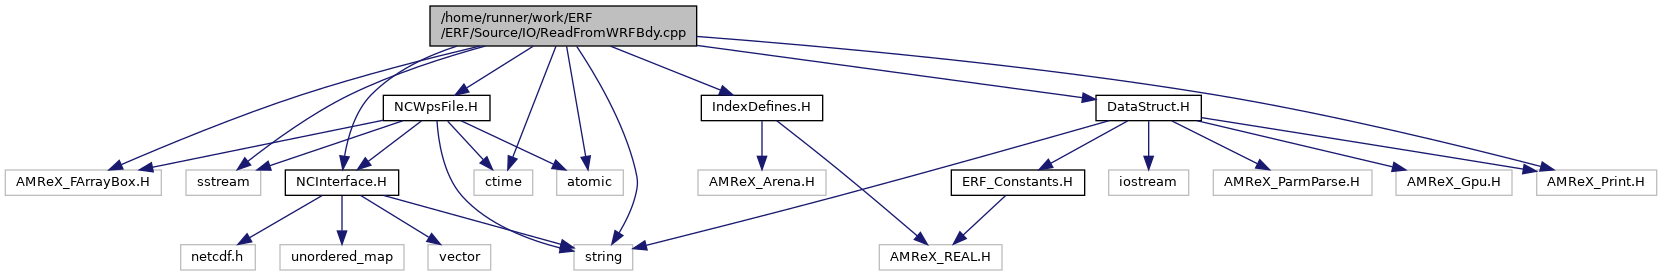 /home/runner/work/ERF
/ERF/Source/IO/ReadFromWRFBdy.cpp
NCWpsFile.H
IndexDefines.H
DataStruct.H
AMReX_FArrayBox.H
sstream
NCInterface.H
ctime
atomic
AMReX_Arena.H
ERF_Constants.H
iostream
AMReX_ParmParse.H
AMReX_Gpu.H
AMReX_Print.H
netcdf.h
unordered_map
vector
string
AMReX_REAL.H